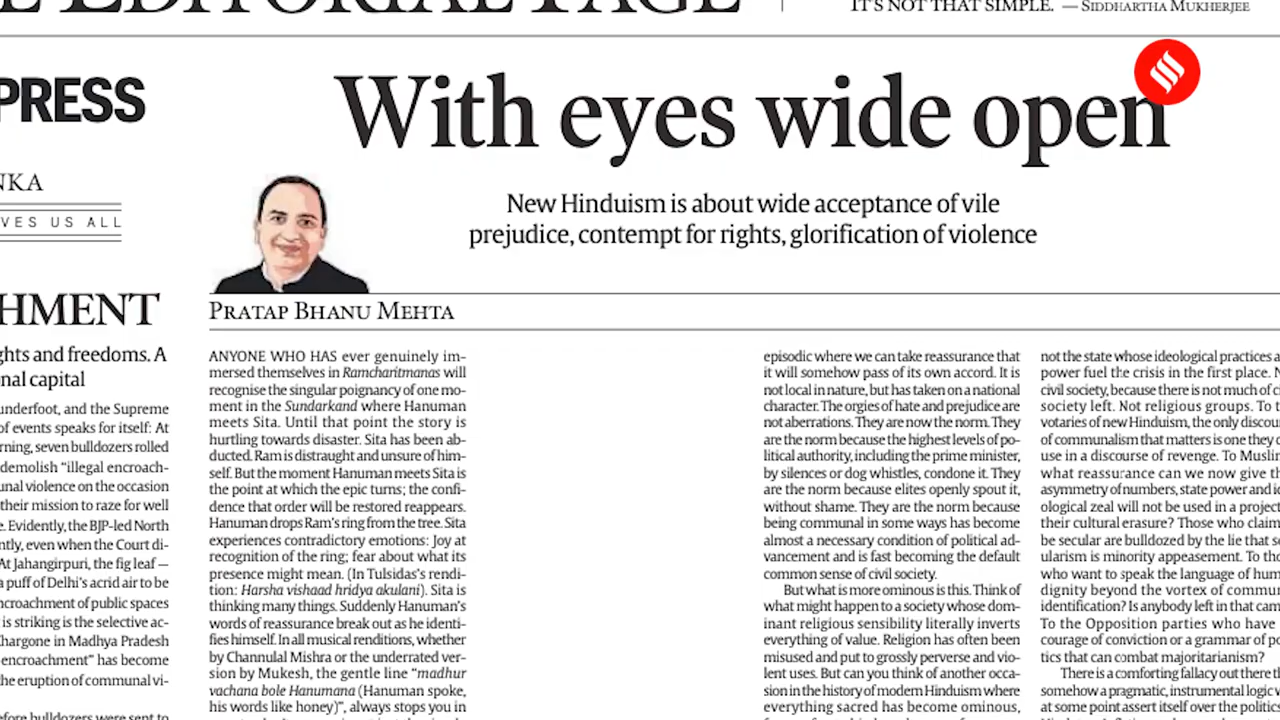 E EDITORIAL PAGE
IT'S NOT THAT SIMPLE. — SIDDHARTHA MUKHERJEE
PRESS
NKA
VES US ALL
HMENT
ghts and freedoms. A
nal capital
underfoot, and the Supreme
of events speaks for itself: At
rning, seven bulldozers rolled
demolish “illegal encroach-
unal violence on the occasion
their mission to raze for well
e. Evidently, the BJP-led North
ntly, even when the Court di-
At Jahangirpuri, the fig leaf —
a puff of Delhi's acrid air to be
ncroachment of public spaces
is striking is the selective ac-
Khargone in Madhya Pradesh
encroachment” has become
he eruption of communal vi-
efore bulldozers were sent to
With eyes wide open
New Hinduism is about wide acceptance of vile
prejudice, contempt for rights, glorification of violence
PRATAP BHANU MEHTA
ANYONE WHO HAS ever genuinely im-
mersed themselves in Ramcharitmanas will
recognise the singular poignancy of one mo-
ment in the Sundarkand where Hanuman
meets Sita. Until that point the story is
hurtling towards disaster. Sita has been ab-
ducted. Ram is distraught and unsure of him-
self. But the moment Hanuman meets Sita is
the point at which the epic turns; the confi-
dence that order will be restored reappears.
Hanuman drops Ram's ring from the tree. Sita
experiences contradictory emotions: Joy at
recognition of the ring; fear about what its
presence might mean. (In Tulsidas's rendi-
tion: Harsha vishaad hridya akulani). Sita is
thinking many things. Suddenly Hanuman's
words of reassurance break out as he identi-
fies himself. In all musical renditions, whether
by Channulal Mishra or the underrated ver-
sion by Mukesh, the gentle line “madhur
vachana bole Hanumana (Hanuman spoke,
his words like honey)”, always stops you in
episodic where we can take reassurance that
it will somehow pass of its own accord. It is
not local in nature, but has taken on a national
character. The orgies of hate and prejudice are
not aberrations. They are now the norm. They
are the norm because the highest levels of po-
litical authority, including the prime minister,
by silences or dog whistles, condone it. They
are the norm because elites openly spout it,
without shame. They are the norm because
being communal in some ways has become
almost a necessary condition of political ad-
vancement and is fast becoming the default
common sense of civil society.
But what is more ominous is this. Think of
what might happen to a society whose dom-
inant religious sensibility literally inverts
everything of value. Religion has often been
misused and put to grossly perverse and vio-
lent uses. But can you think of another occa-
sion in the history of modern Hinduism where
everything sacred has become ominous,
not the state whose ideological practices a
power fuel the crisis in the first place. N
civil society, because there is not much of ci
society left. Not religious groups. To t
votaries of new Hinduism, the only discou
of communalism that matters is one they c
use in a discourse of revenge. To Muslim
what reassurance can we now give th
asymmetry of numbers, state power and id
ological zeal will not be used in a project
their cultural erasure? Those who claim
be secular are bulldozed by the lie that se
ularism is minority appeasement. To tho
who want to speak the language of hum
dignity beyond the vortex of commun
identification? Is anybody left in that cam
To the Opposition parties who have
courage of conviction or a grammar of po
tics that can combat majoritarianism?
There is a comforting fallacy out there th
somehow a pragmatic, instrumental logic w
at some point assert itself over the politics